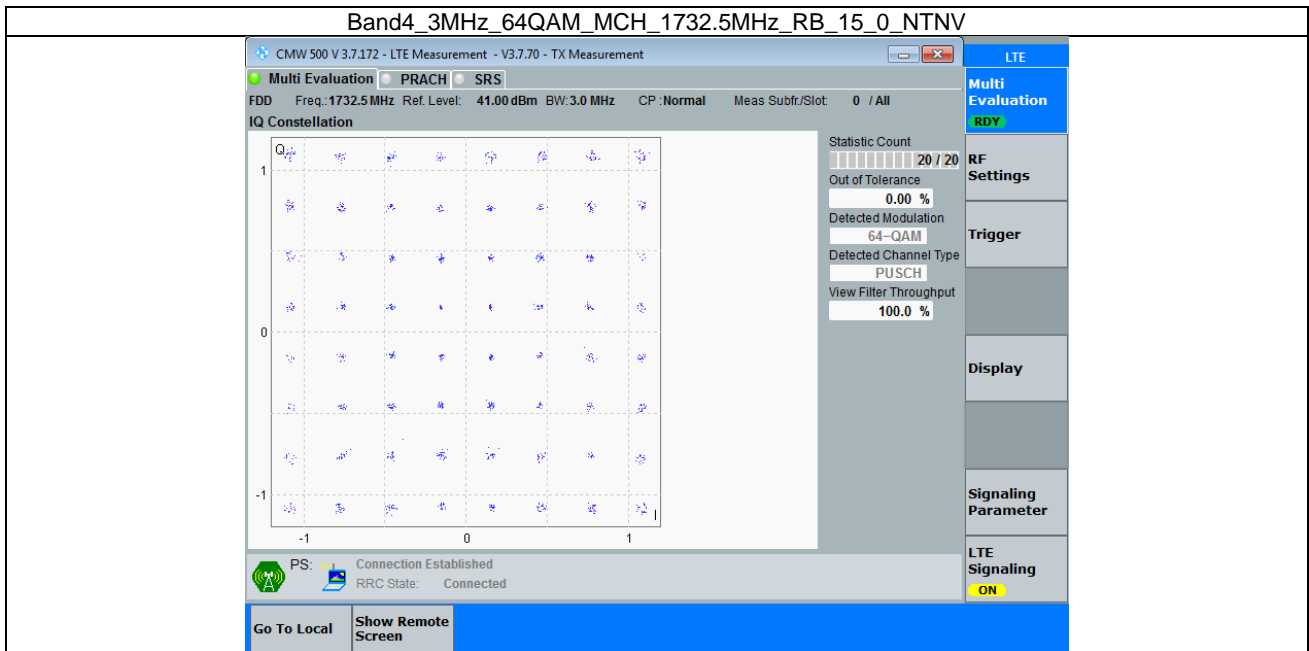 Band4_3MHz_64QAM_MCH_1732.5MHz_RB_15_0_NTNV
CMW 500 V 3.7.172 - LTE Measurement - V3.7.70 - TX Measurement
LTE
Multi Evaluation PRACH SRS
FDD Freq.:1732.5 MHz Ref. Level: 41.00 dBm BW:3.0 MHz CP :Normal Meas Subfr./Slot: 0 / All
IQ Constellation
Q
1
0
-1
I
-1 0 1
Statistic Count
20 / 20
Out of Tolerance
0.00 %
Detected Modulation
64-QAM
Detected Channel Type
PUSCH
View Filter Throughput
100.0 %
Multi
Evaluation
RDY
RF
Settings
Trigger
Display
Signaling
Parameter
LTE
Signaling
ON
PS: Connection Established
RRC State: Connected
Go To Local
Show Remote
Screen